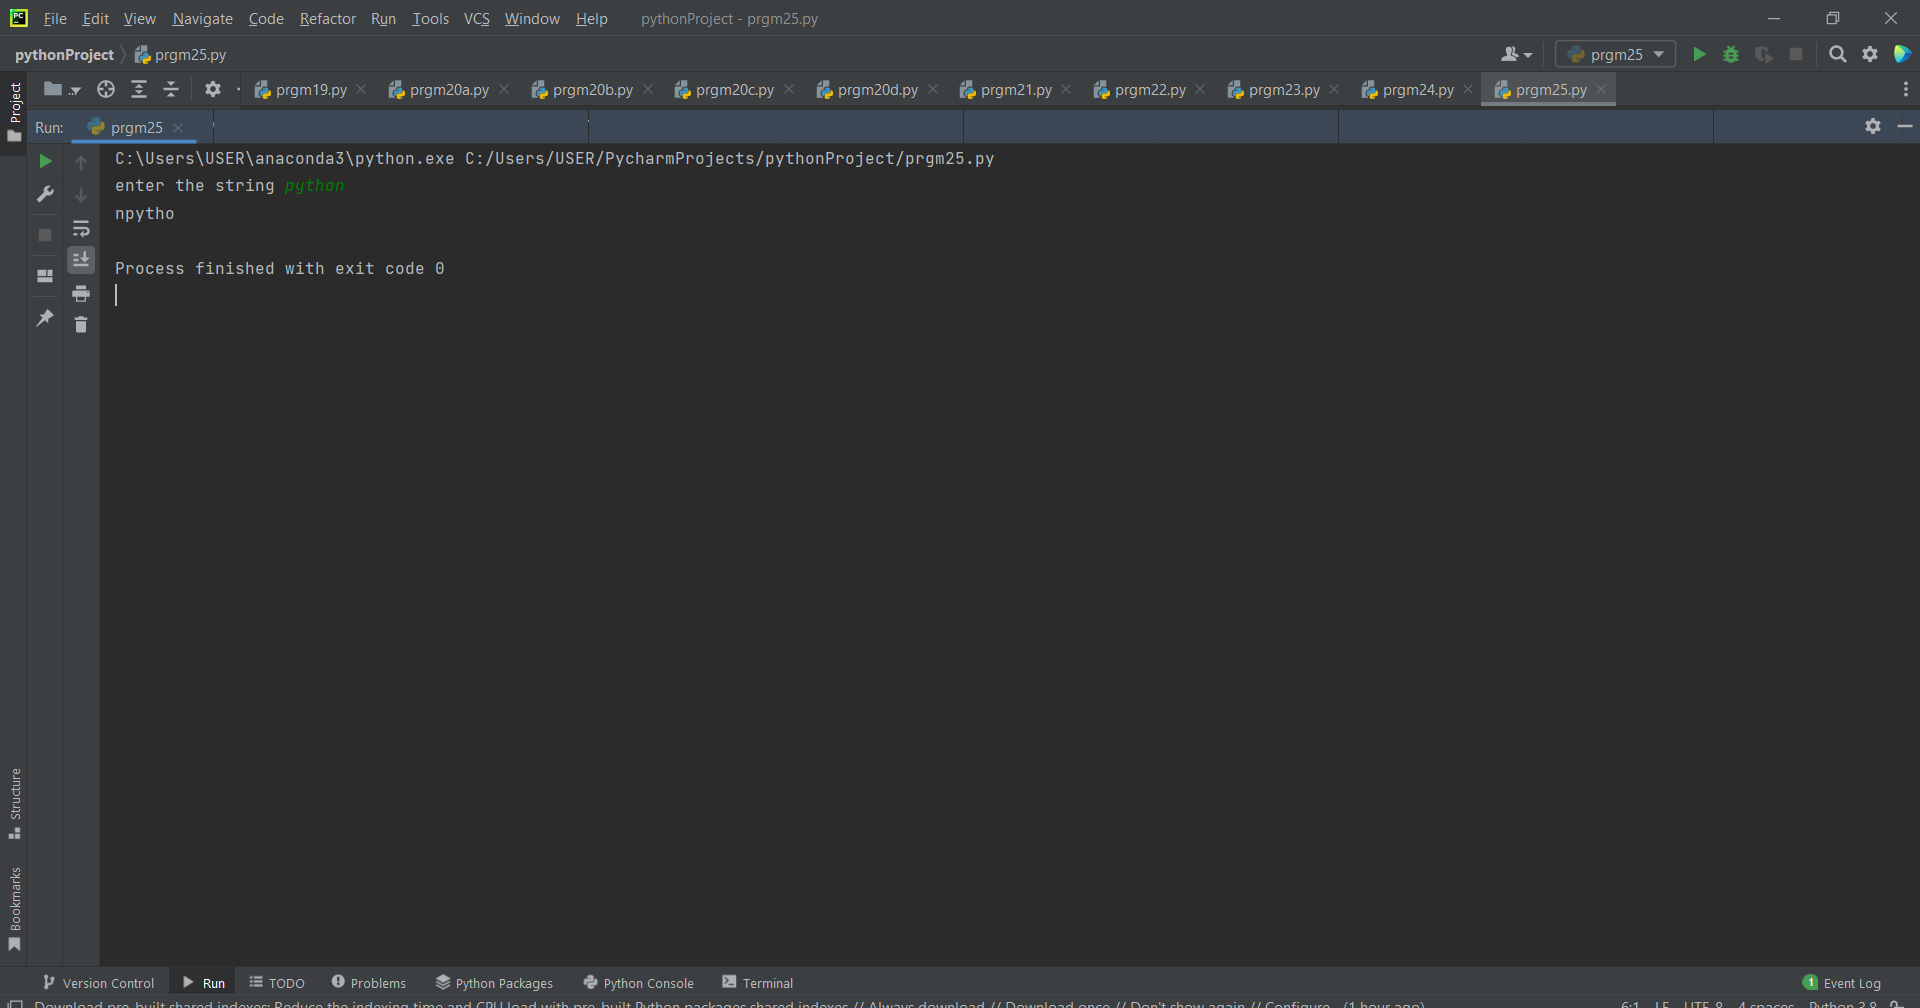 File Edit View Navigate Code Refactor Run Tools VCS Window Help pythonProject - prgm25.py
pythonProject prgm25.py prgm25
prgm19.py prgm20a.py prgm20b.py prgm20c.py prgm20d.py prgm21.py prgm22.py prgm23.py prgm24.py prgm25.py
Project
Run: prgm25
C:\Users\USER\anaconda3\python.exe C:/Users/USER/PycharmProjects/pythonProject/prgm25.py
enter the string python
npytho
Process finished with exit code 0
Structure
Bookmarks
Version Control Run TODO Problems Python Packages Python Console Terminal 1 Event Log
Download pre-built shared indexes: Reduce the indexing time and CPU load with pre-built Python packages shared indexes // Always download // Download once // Don't show again // Configure... (1 hour ago) 6:1 LF UTF-8 4 spaces Python 3.8